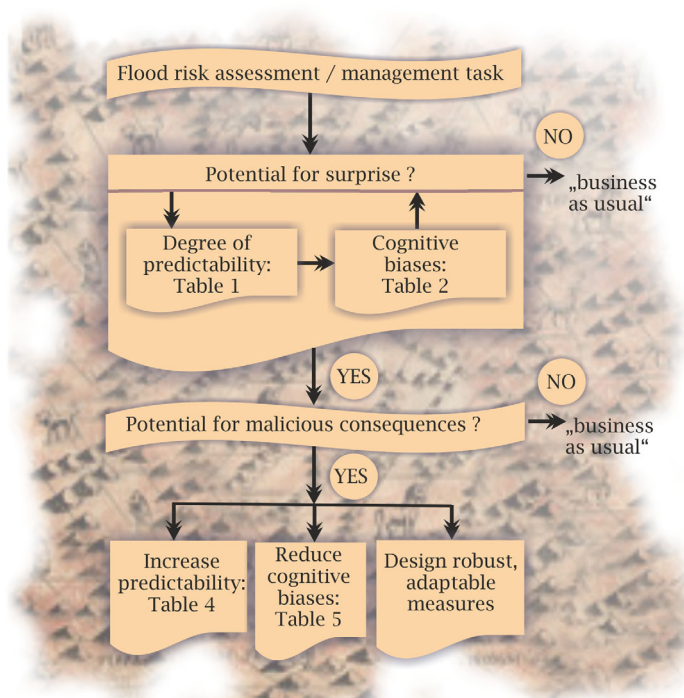 Flood risk assessment / management task
NO
Potential for surprise ?
„business
as usual“
Degree of
predictability:
Table 1
Cognitive
biases:
Table 2
YES
NO
Potential for malicious consequences ?
„business
as usual“
YES
Increase
predictability:
Table 4
Reduce
cognitive
biases:
Table 5
Design robust,
adaptable
measures